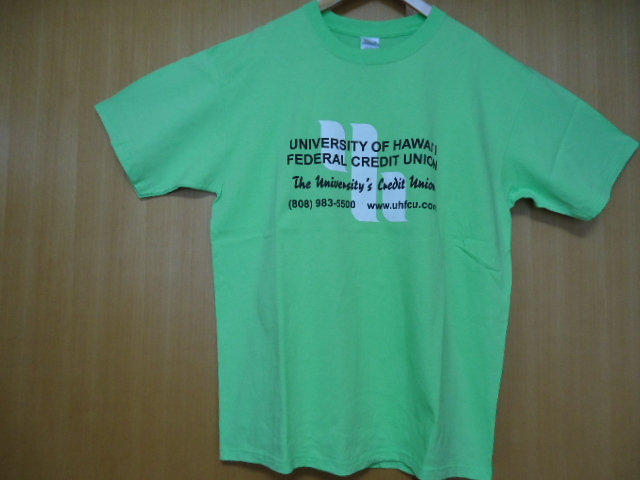 UNIVERSITY OF HAWAI I
FEDERAL CREDIT UNION
The University's Credit Union
(808) 983-5500 www.uhfcu.com